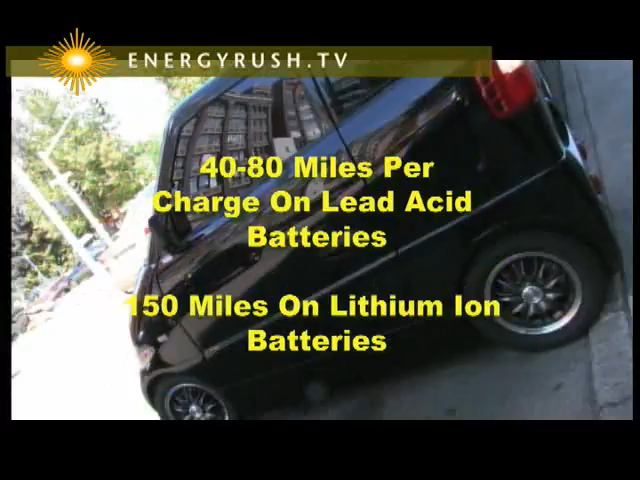 ENERGYRUSH.TV
40-80 Miles Per
Charge On Lead Acid
Batteries
150 Miles On Lithium Ion
Batteries